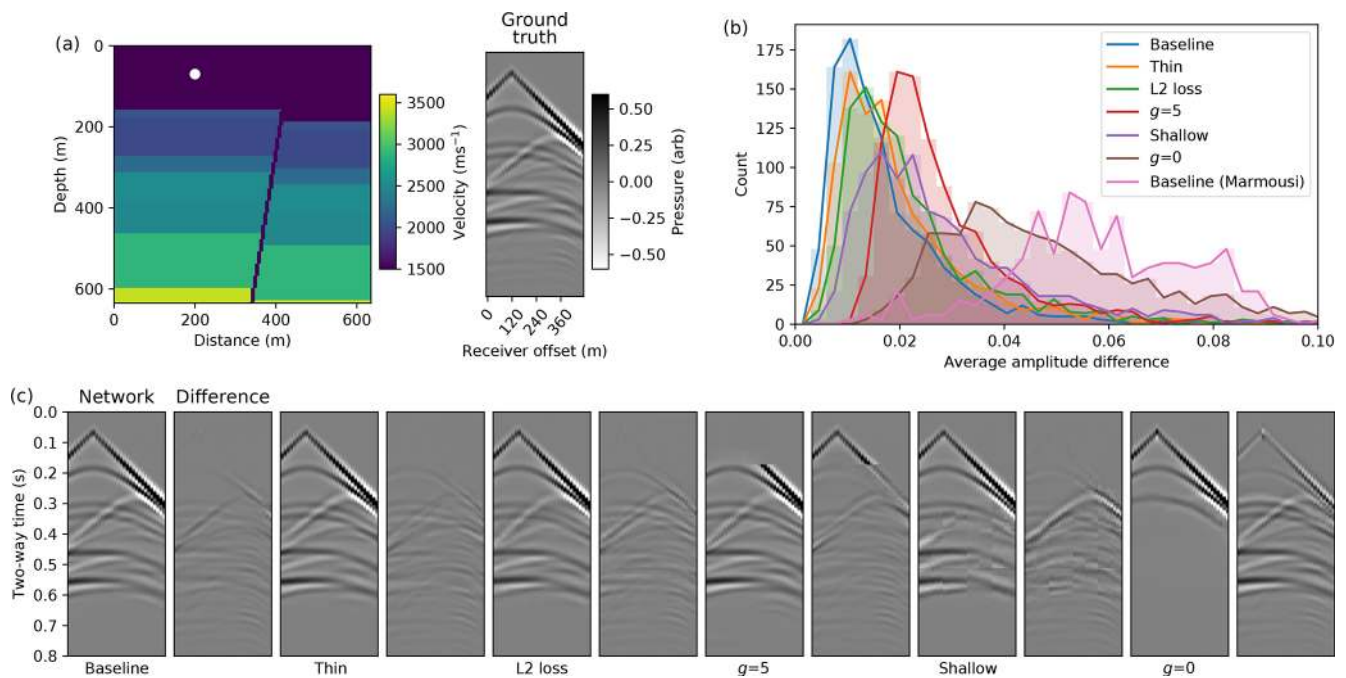 (a)
Depth (m)
0
200
400
600
0
200
400
600
Distance (m)
3500
3000
2500
2000
1500
Velocity (ms⁻¹)
Ground
truth
0
120
240
360
Receiver offset (m)
0.50
0.25
0.00
−0.25
−0.50
Pressure (arb)
(b)
Count
175
150
125
100
75
50
25
0
0.00
0.02
0.04
0.06
0.08
0.10
Average amplitude difference
Baseline
Thin
L2 loss
g=5
Shallow
g=0
Baseline (Marmousi)
(c)
Network
Difference
Two-way time (s)
0.0
0.1
0.2
0.3
0.4
0.5
0.6
0.7
0.8
Baseline
Thin
L2 loss
g=5
Shallow
g=0